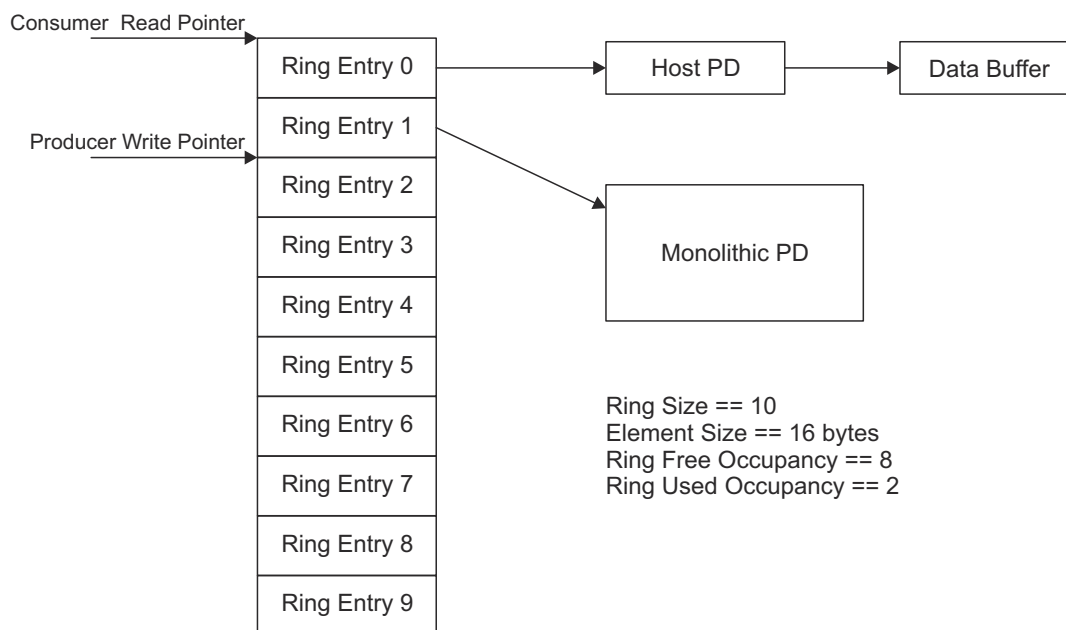 Consumer Read Pointer
Ring Entry 0
Host PD
Data Buffer
Ring Entry 1
Producer Write Pointer
Ring Entry 2
Ring Entry 3
Monolithic PD
Ring Entry 4
Ring Entry 5
Ring Entry 6
Ring Entry 7
Ring Entry 8
Ring Entry 9
Ring Size == 10
Element Size == 16 bytes
Ring Free Occupancy == 8
Ring Used Occupancy == 2